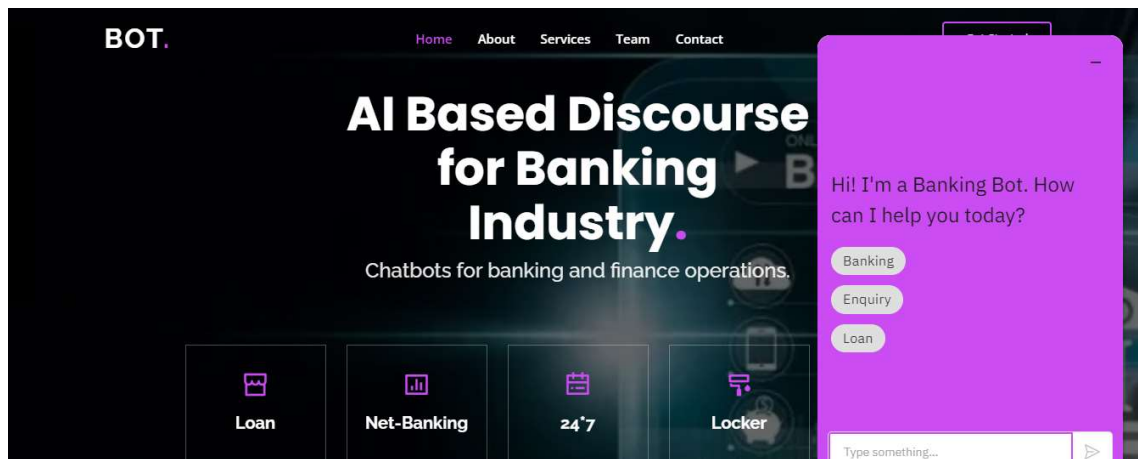 BOT.
Home About Services Team Contact
AI Based Discourse
for Banking
Industry.
Chatbots for banking and finance operations.
Loan
Net-Banking
24*7
Locker
Hi! I'm a Banking Bot. How
can I help you today?
Banking
Enquiry
Loan
Type something...